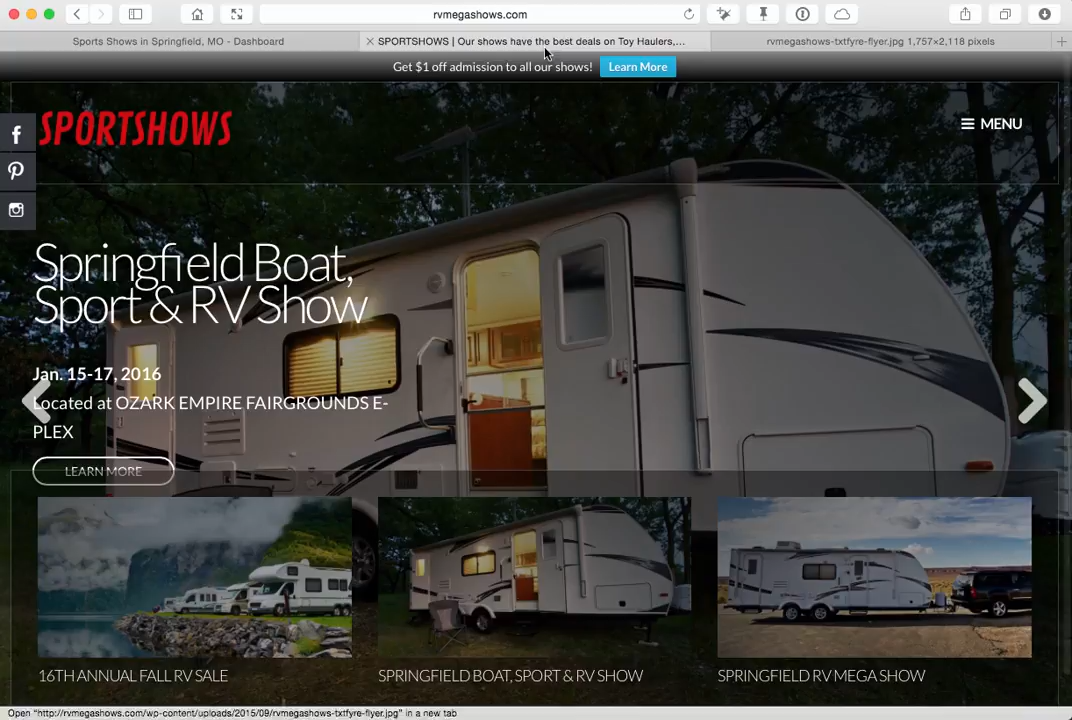 rvmegashows.com
Sports Shows in Springfield, MO - Dashboard
SPORTSHOWS | Our shows have the best deals on Toy Haulers,...
rvmegashows-txtfyre-flyer.jpg 1,757×2,118 pixels
Get $1 off admission to all our shows!
Learn More
SPORTSHOWS
MENU
Springfield Boat,
Sport & RV Show
Jan. 15-17, 2016
Located at OZARK EMPIRE FAIRGROUNDS E-
PLEX
LEARN MORE
16TH ANNUAL FALL RV SALE
SPRINGFIELD BOAT, SPORT & RV SHOW
SPRINGFIELD RV MEGA SHOW
Open "http://rvmegashows.com/wp-content/uploads/2015/09/rvmegashows-txtfyre-flyer.jpg" in a new tab